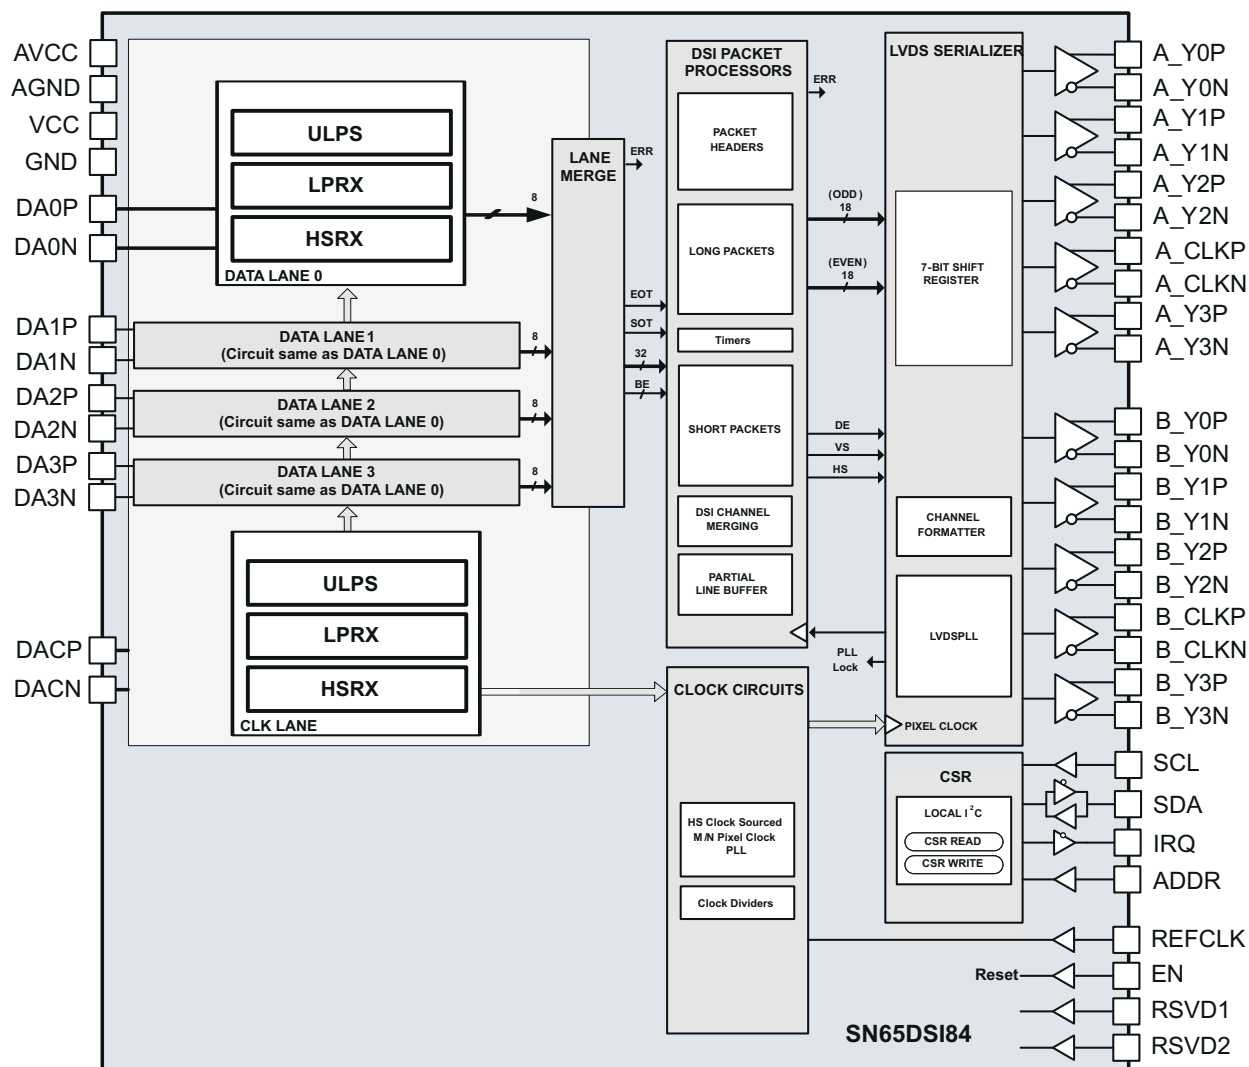 AVCC
AGND
VCC
GND
DA0P
DA0N
DA1P
DA1N
DA2P
DA2N
DA3P
DA3N
DACP
DACN
ULPS
LPRX
HSRX
DATA LANE 0
DATA LANE 1
(Circuit same as DATA LANE 0)
DATA LANE 2
(Circuit same as DATA LANE 0)
DATA LANE 3
(Circuit same as DATA LANE 0)
ULPS
LPRX
HSRX
CLK LANE
8
8
8
8
LANE
MERGE
ERR
EOT
SOT
32
BE
DSI PACKET
PROCESSORS
PACKET
HEADERS
LONG PACKETS
Timers
SHORT PACKETS
DSI CHANNEL
MERGING
PARTIAL
LINE BUFFER
ERR
(ODD)
18
(EVEN)
18
DE
VS
HS
PLL
Lock
CLOCK CIRCUITS
HS Clock Sourced
M/N Pixel Clock
PLL
Clock Dividers
LVDS SERIALIZER
7-BIT SHIFT
REGISTER
CHANNEL
FORMATTER
LVDSPLL
PIXEL CLOCK
CSR
LOCAL I²C
CSR READ
CSR WRITE
Reset
SN65DSI84
A_Y0P
A_Y0N
A_Y1P
A_Y1N
A_Y2P
A_Y2N
A_CLKP
A_CLKN
A_Y3P
A_Y3N
B_Y0P
B_Y0N
B_Y1P
B_Y1N
B_Y2P
B_Y2N
B_CLKP
B_CLKN
B_Y3P
B_Y3N
SCL
SDA
IRQ
ADDR
REFCLK
EN
RSVD1
RSVD2